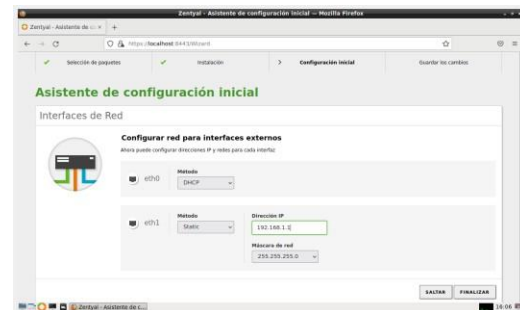 Zentyal - Asistente de configuración inicial — Mozilla Firefox
Zentyal - Asistente de co
https://localhost:8443/Wizard
Selección de paquetes
Instalación
Configuración inicial
Guardar los cambios
Asistente de configuración inicial
Interfaces de Red
Configurar red para interfaces externos
Ahora puede configurar direcciones IP y redes para cada interfaz
Método
eth0
DHCP
Método
Dirección IP
eth1
Static
192.168.1.1
Máscara de red
255.255.255.0
SALTAR
FINALIZAR
Zentyal - Asistente de c...
16:06